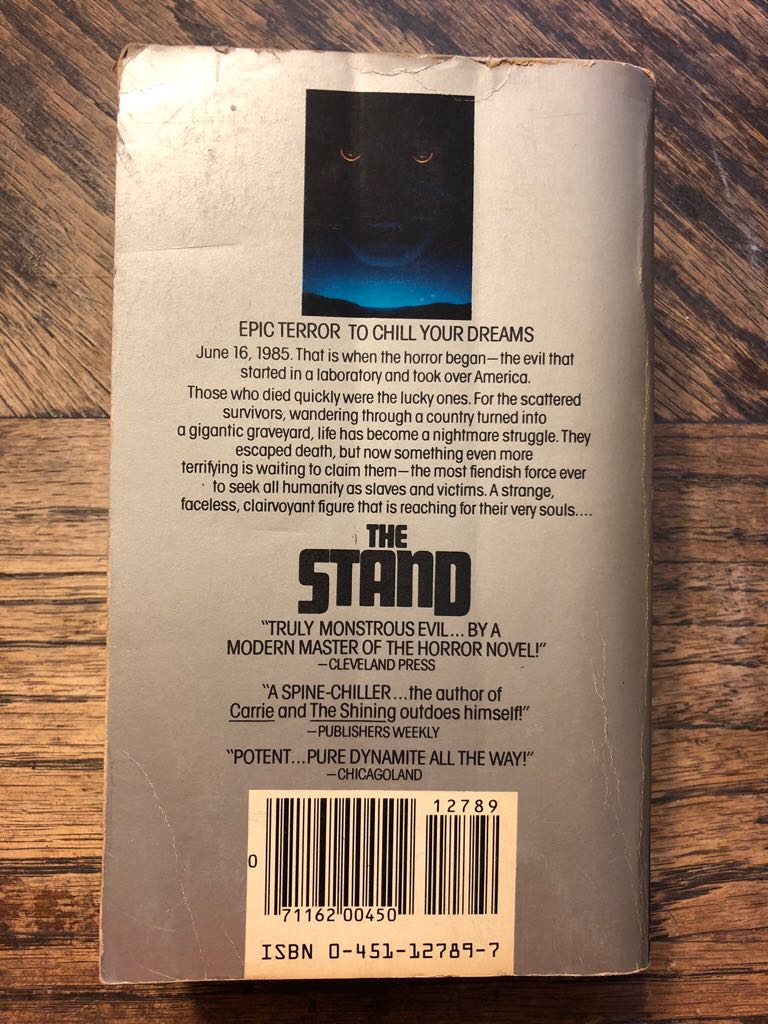 EPIC TERROR TO CHILL YOUR DREAMS
June 16, 1985. That is when the horror began—the evil that
started in a laboratory and took over America.
Those who died quickly were the lucky ones. For the scattered
survivors, wandering through a country turned into
a gigantic graveyard, life has become a nightmare struggle. They
escaped death, but now something even more
terrifying is waiting to claim them—the most fiendish force ever
to seek all humanity as slaves and victims. A strange,
faceless, clairvoyant figure that is reaching for their very souls....
THE
STAND
"TRULY MONSTROUS EVIL... BY A
MODERN MASTER OF THE HORROR NOVEL!"
—CLEVELAND PRESS
"A SPINE-CHILLER...the author of
Carrie and The Shining outdoes himself!"
—PUBLISHERS WEEKLY
"POTENT...PURE DYNAMITE ALL THE WAY!"
—CHICAGOLAND
12789
0
71162 00450
ISBN 0-451-12789-7